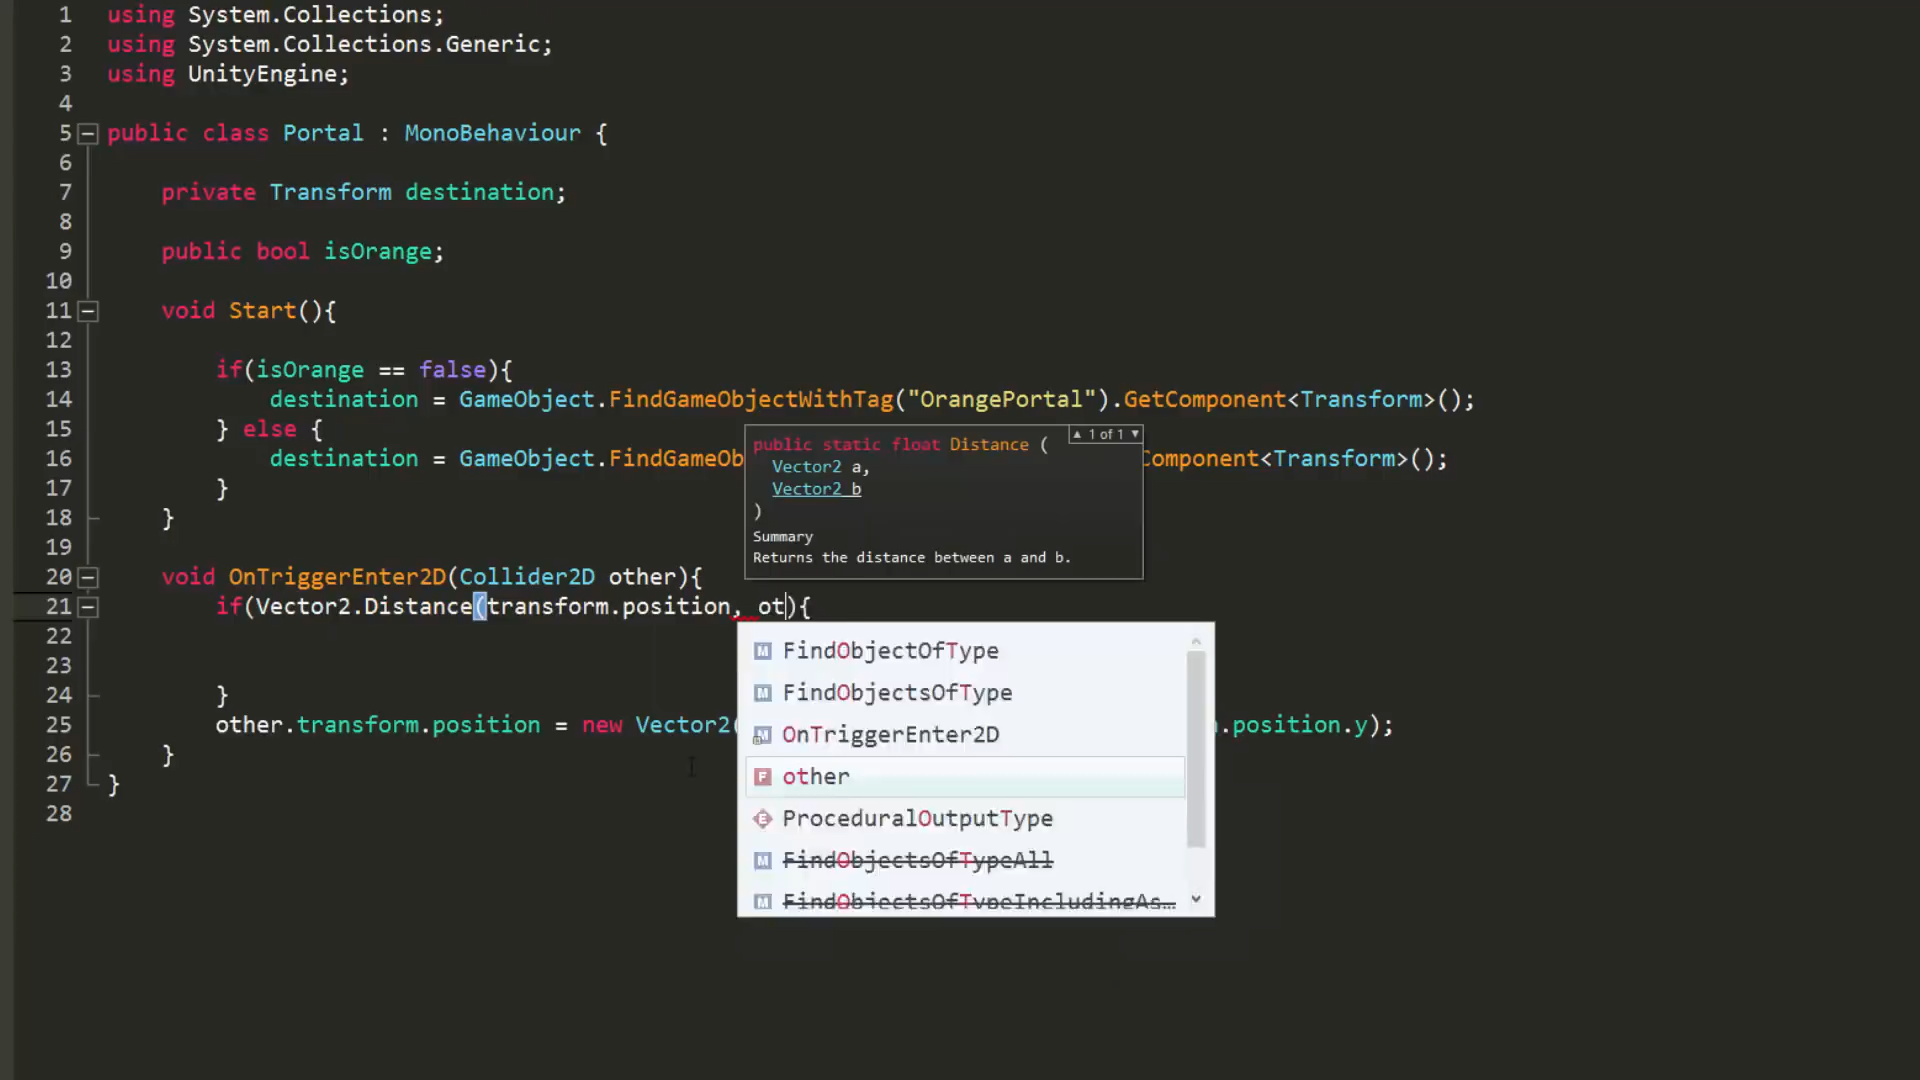 1 using System.Collections;
2 using System.Collections.Generic;
3 using UnityEngine;
4
5 public class Portal : MonoBehaviour {
6
7 private Transform destination;
8
9 public bool isOrange;
10
11 void Start(){
12
13 if(isOrange == false){
14 destination = GameObject.FindGameObjectWithTag("OrangePortal").GetComponent<Transform>();
15 } else {
16 destination = GameObject.FindGameOb Component<Transform>();
17 }
18 }
19
20 void OnTriggerEnter2D(Collider2D other){
21 if(Vector2.Distance(transform.position, ot){
22
23
24 }
25 other.transform.position = new Vector2( .position.y);
26 }
27 }
28
▲ 1 of 1 ▼
public static float Distance (
Vector2 a,
Vector2 b
)
Summary
Returns the distance between a and b.
M FindObjectOfType
M FindObjectsOfType
M OnTriggerEnter2D
F other
E ProceduralOutputType
M FindObjectsOfTypeAll
M FindObjectsOfTypeIncludingAs...